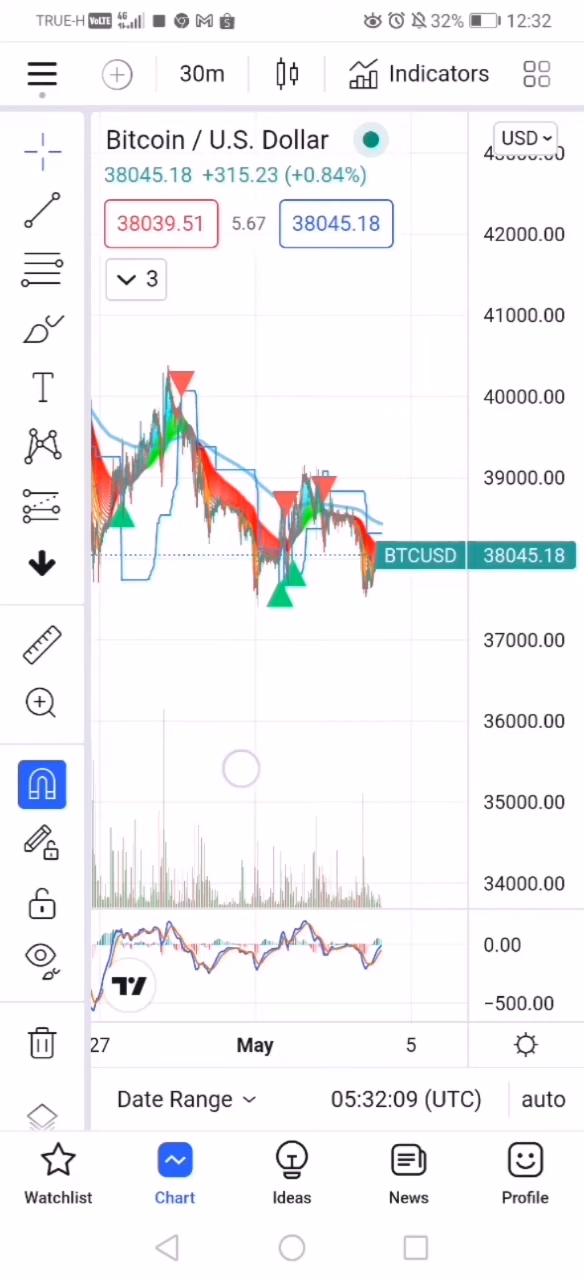 TRUE-H VoLTE 4G 32% 12:32
30m Indicators
Bitcoin / U.S. Dollar USD
38045.18 +315.23 (+0.84%)
38039.51 5.67 38045.18
3
42000.00
41000.00
40000.00
39000.00
BTCUSD 38045.18
37000.00
36000.00
35000.00
34000.00
0.00
−500.00
27 May 5
Date Range 05:32:09 (UTC) auto
Watchlist Chart Ideas News Profile